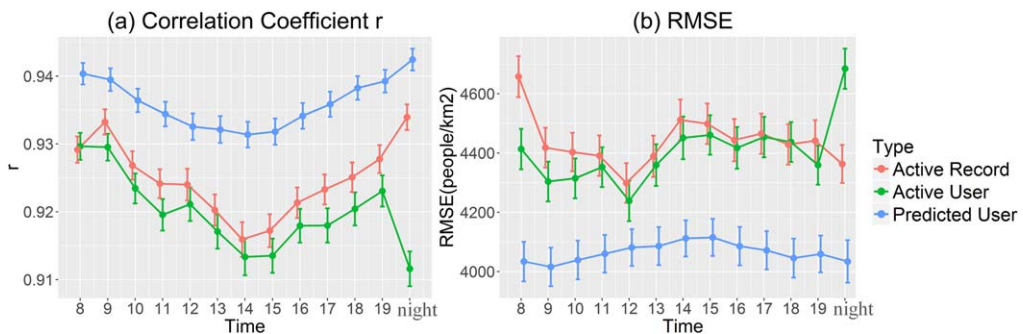 (a) Correlation Coefficient r
(b) RMSE
0.94
0.93
0.92
0.91
r
8 9 10 11 12 13 14 15 16 17 18 19 night
Time
4600
4400
4200
4000
RMSE(people/km2)
8 9 10 11 12 13 14 15 16 17 18 19 night
Time
Type
Active Record
Active User
Predicted User